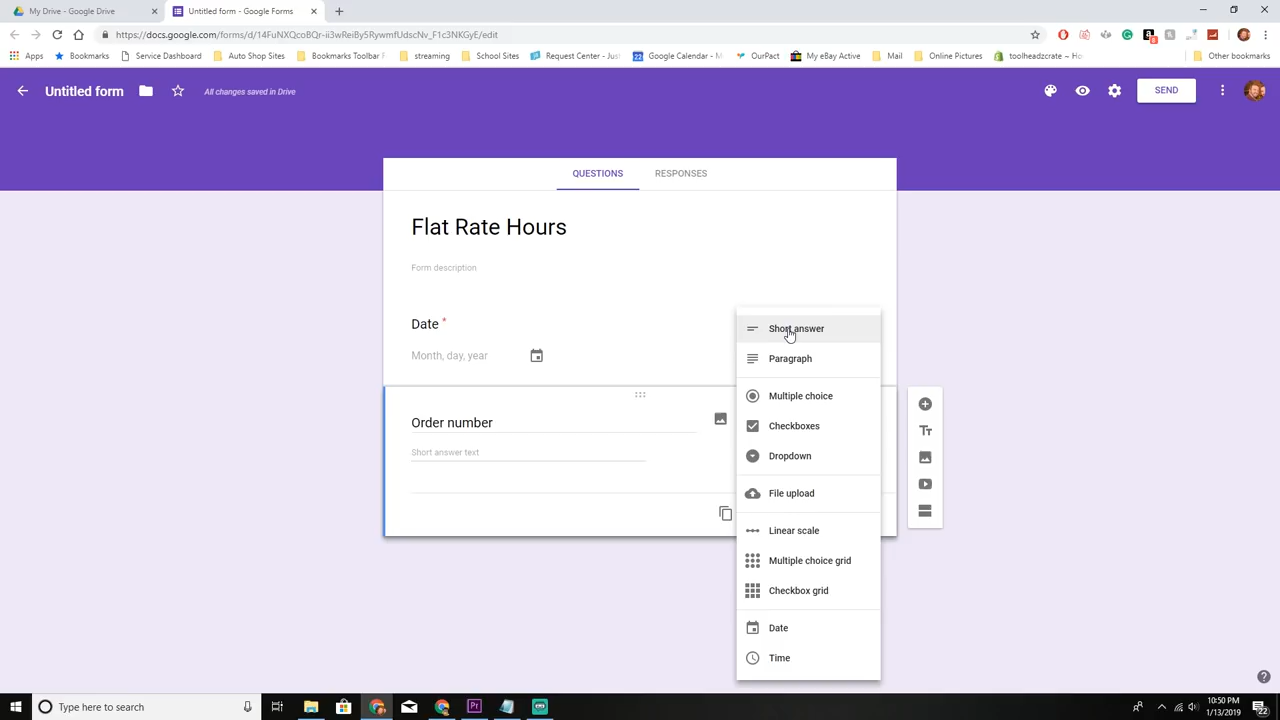 My Drive - Google Drive
Untitled form - Google Forms
https://docs.google.com/forms/d/14FuNXQco8Qr-ii3wReiBy5RywmfUdscNv_F1c3NKGyE/edit
Apps
Bookmarks
Service Dashboard
Auto Shop Sites
Bookmarks Toolbar F
streaming
School Sites
Request Center - Jus
Google Calendar - M
OurPact
My eBay Active
Mail
Online Pictures
toolheadzcrate ~ Ho
Other bookmarks
Untitled form
All changes saved in Drive
SEND
QUESTIONS
RESPONSES
Flat Rate Hours
Form description
Date *
Month, day, year
Order number
Short answer text
Short answer
Paragraph
Multiple choice
Checkboxes
Dropdown
File upload
Linear scale
Multiple choice grid
Checkbox grid
Date
Time
Type here to search
10:50 PM
1/13/2019
22